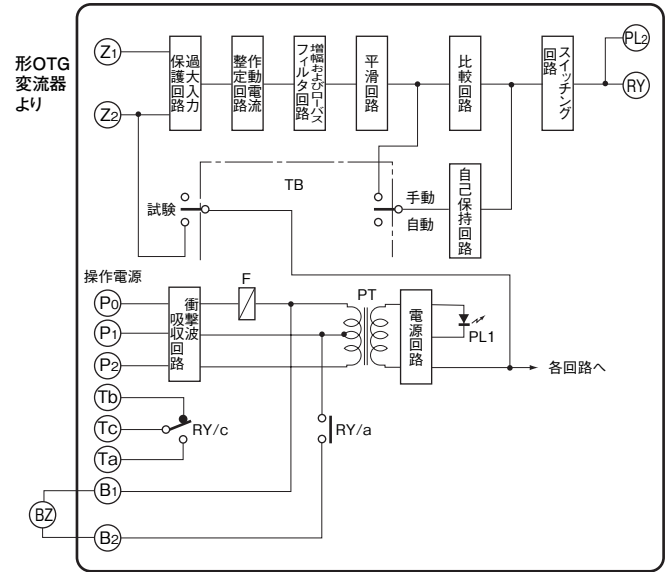 形OTG
変流器
より
Z1
Z2
過大入力
保護回路
作動電流
整定回路
増幅およびローパス
フィルタ回路
平滑回路
比較回路
スイッチング
回路
PL2
RY
TB
試験
手動
自動
自己保持回路
操作電源
P0
P1
P2
衝撃波
吸収回路
F
PT
電源回路
PL1
各回路へ
Tb
Tc
Ta
RY/c
RY/a
B1
B2
BZ